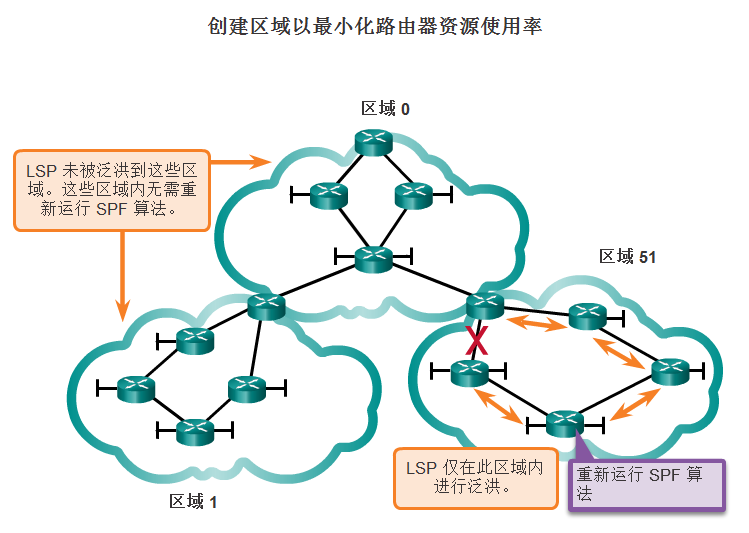 创建区域以最小化路由器资源使用率
区域 0
LSP 未被泛洪到这些区
域。这些区域内无需重
新运行 SPF 算法。
区域 51
X
LSP 仅在此区域内
进行泛洪。
重新运行 SPF 算
法
区域 1